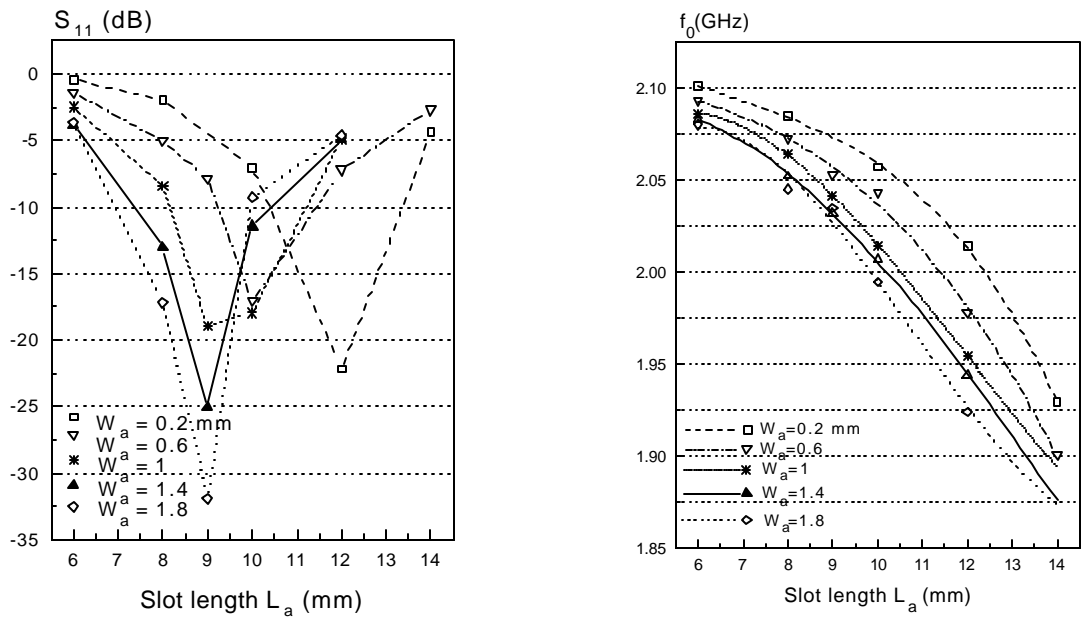 S11 (dB)
0
-5
-10
-15
-20
-25
-30
-35
Wa = 0.2 mm
Wa = 0.6
Wa = 1
Wa = 1.4
Wa = 1.8
6 7 8 9 10 11 12 13 14
Slot length La (mm)
f0(GHz)
2.10
2.05
2.00
1.95
1.90
1.85
Wa=0.2 mm
Wa=0.6
Wa=1
Wa=1.4
Wa=1.8
6 7 8 9 10 11 12 13 14
Slot length La (mm)